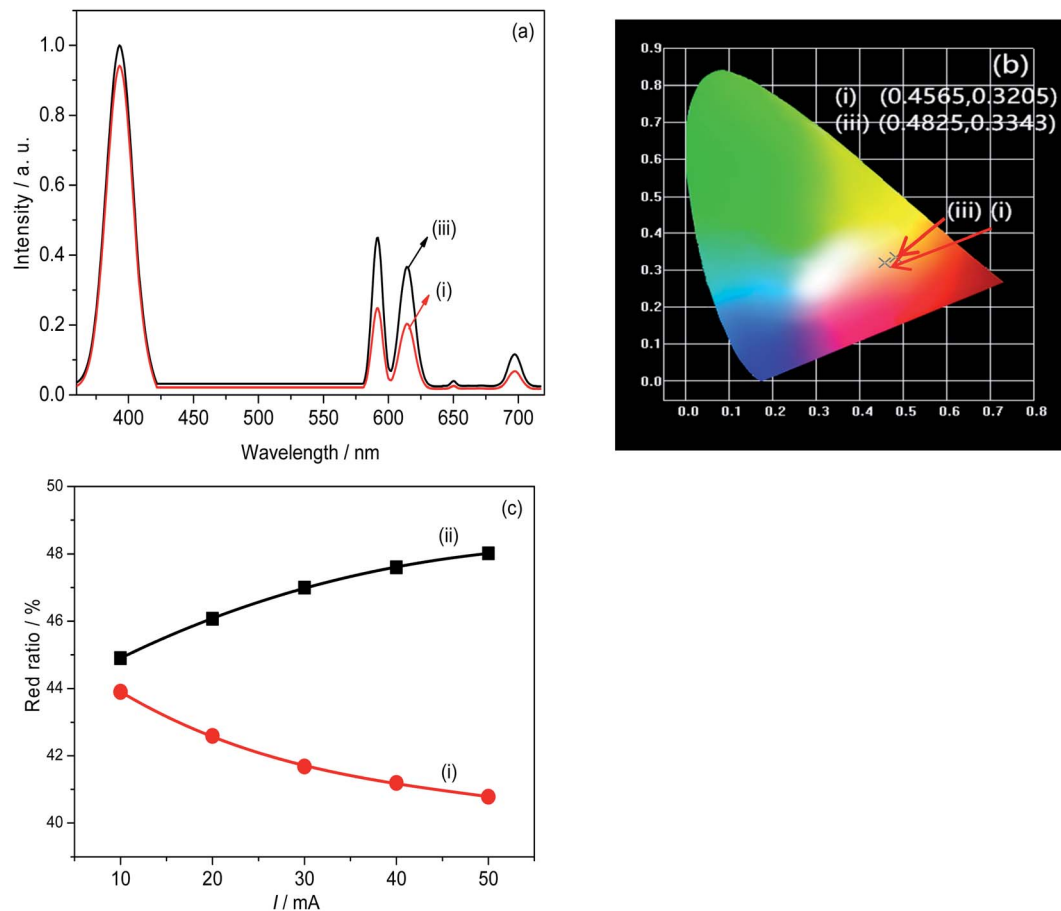 (a)
1.0
0.8
0.6
0.4
0.2
0.0
Intensity / a. u.
(iii)
(i)
400 450 500 550 600 650 700
Wavelength / nm
(b)
(i) (0.4565,0.3205)
(iii) (0.4825,0.3343)
(iii) (i)
0.9
0.8
0.7
0.6
0.5
0.4
0.3
0.2
0.1
0.0
0.0 0.1 0.2 0.3 0.4 0.5 0.6 0.7 0.8
(c)
50
48
46
44
42
40
Red ratio / %
(ii)
(i)
10 20 30 40 50
I / mA